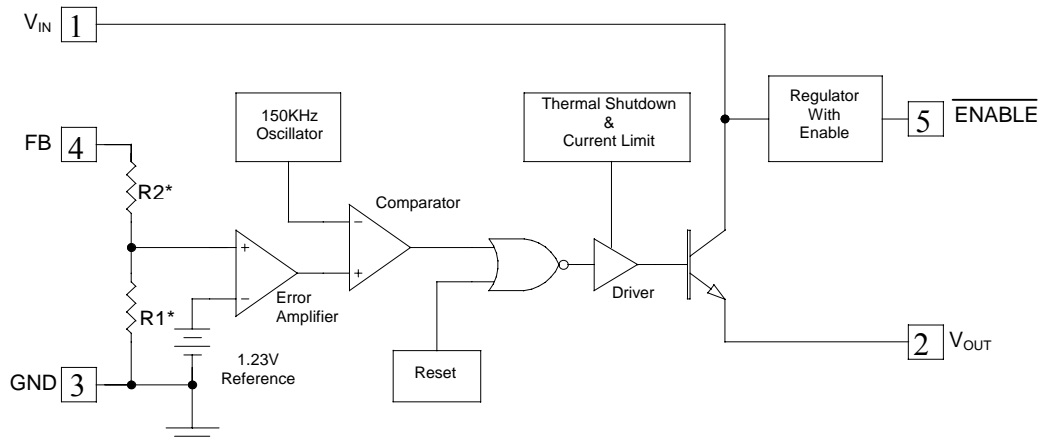 VIN 1
150KHz
Oscillator
Thermal Shutdown
&
Current Limit
Regulator
With
Enable
5 ENABLE
FB 4
R2*
Comparator
−
+
+
−
Error
Amplifier
Driver
R1*
1.23V
Reference
Reset
2 VOUT
GND 3